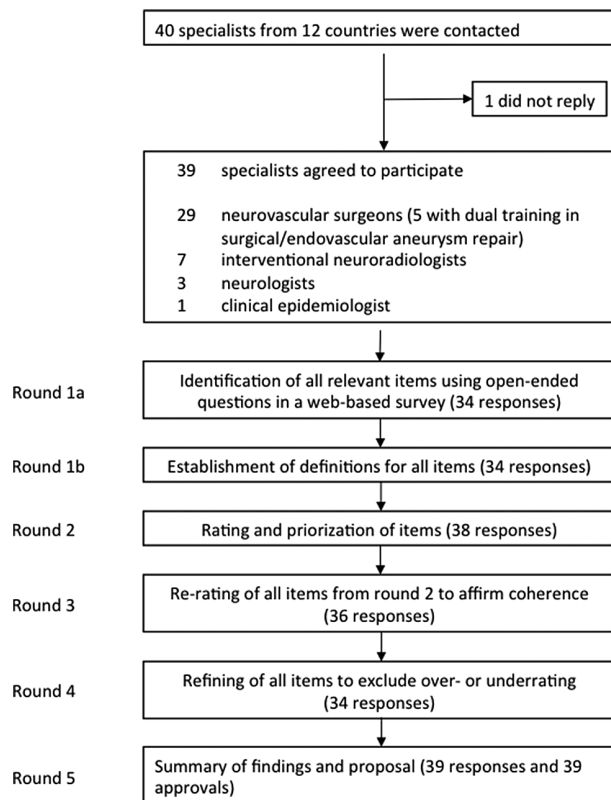 40 specialists from 12 countries were contacted
1 did not reply
39 specialists agreed to participate
29 neurovascular surgeons (5 with dual training in
surgical/endovascular aneurysm repair)
7 interventional neuroradiologists
3 neurologists
1 clinical epidemiologist
Round 1a
Identification of all relevant items using open-ended
questions in a web-based survey (34 responses)
Round 1b
Establishment of definitions for all items (34 responses)
Round 2
Rating and priorization of items (38 responses)
Round 3
Re-rating of all items from round 2 to affirm coherence
(36 responses)
Round 4
Refining of all items to exclude over- or underrating
(34 responses)
Round 5
Summary of findings and proposal (39 responses and 39
approvals)